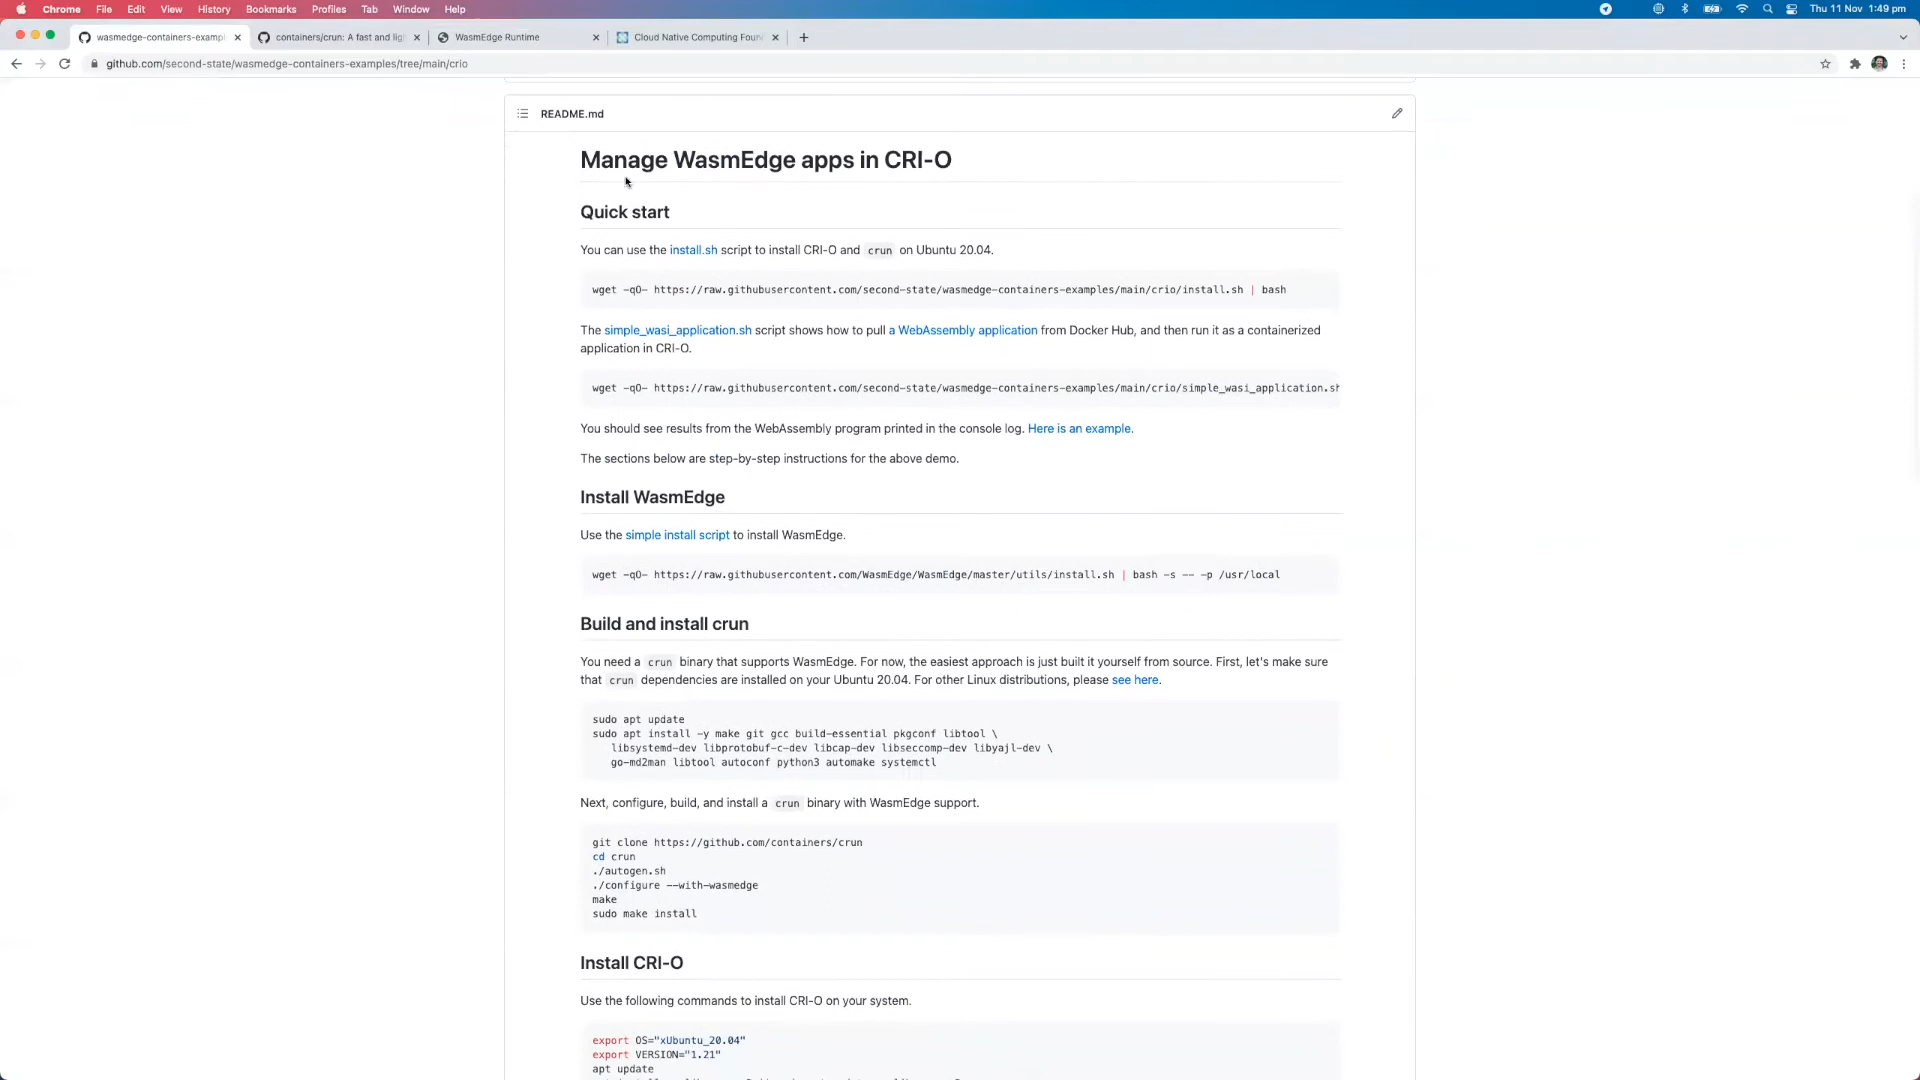 Chrome File Edit View History Bookmarks Profiles Tab Window Help Thu 11 Nov 1:49 pm
wasmedge-containers-exampl containers/crun: A fast and lig WasmEdge Runtime Cloud Native Computing Foun
github.com/second-state/wasmedge-containers-examples/tree/main/crio
README.md
Manage WasmEdge apps in CRI-O
Quick start
You can use the install.sh script to install CRI-O and crun on Ubuntu 20.04.
wget -qO- https://raw.githubusercontent.com/second-state/wasmedge-containers-examples/main/crio/install.sh | bash
The simple_wasi_application.sh script shows how to pull a WebAssembly application from Docker Hub, and then run it as a containerized
application in CRI-O.
wget -qO- https://raw.githubusercontent.com/second-state/wasmedge-containers-examples/main/crio/simple_wasi_application.sh
You should see results from the WebAssembly program printed in the console log. Here is an example.
The sections below are step-by-step instructions for the above demo.
Install WasmEdge
Use the simple install script to install WasmEdge.
wget -qO- https://raw.githubusercontent.com/WasmEdge/WasmEdge/master/utils/install.sh | bash -s -- -p /usr/local
Build and install crun
You need a crun binary that supports WasmEdge. For now, the easiest approach is just built it yourself from source. First, let's make sure
that crun dependencies are installed on your Ubuntu 20.04. For other Linux distributions, please see here.
sudo apt update
sudo apt install -y make git gcc build-essential pkgconf libtool \
libsystemd-dev libprotobuf-c-dev libcap-dev libseccomp-dev libyajl-dev \
go-md2man libtool autoconf python3 automake systemctl
Next, configure, build, and install a crun binary with WasmEdge support.
git clone https://github.com/containers/crun
cd crun
./autogen.sh
./configure --with-wasmedge
make
sudo make install
Install CRI-O
Use the following commands to install CRI-O on your system.
export OS="xUbuntu_20.04"
export VERSION="1.21"
apt update